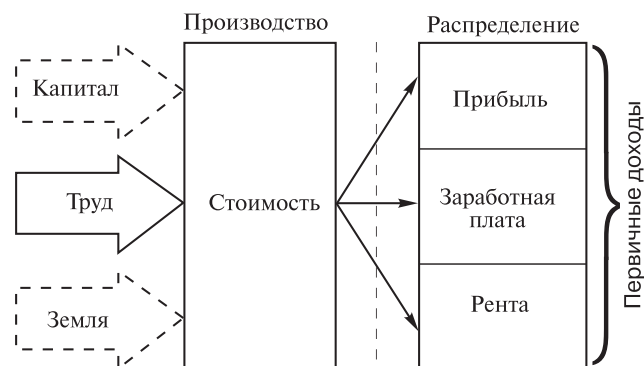 Производство
Распределение
Капитал
Труд
Земля
Стоимость
Прибыль
Заработная
плата
Рента
Первичные доходы